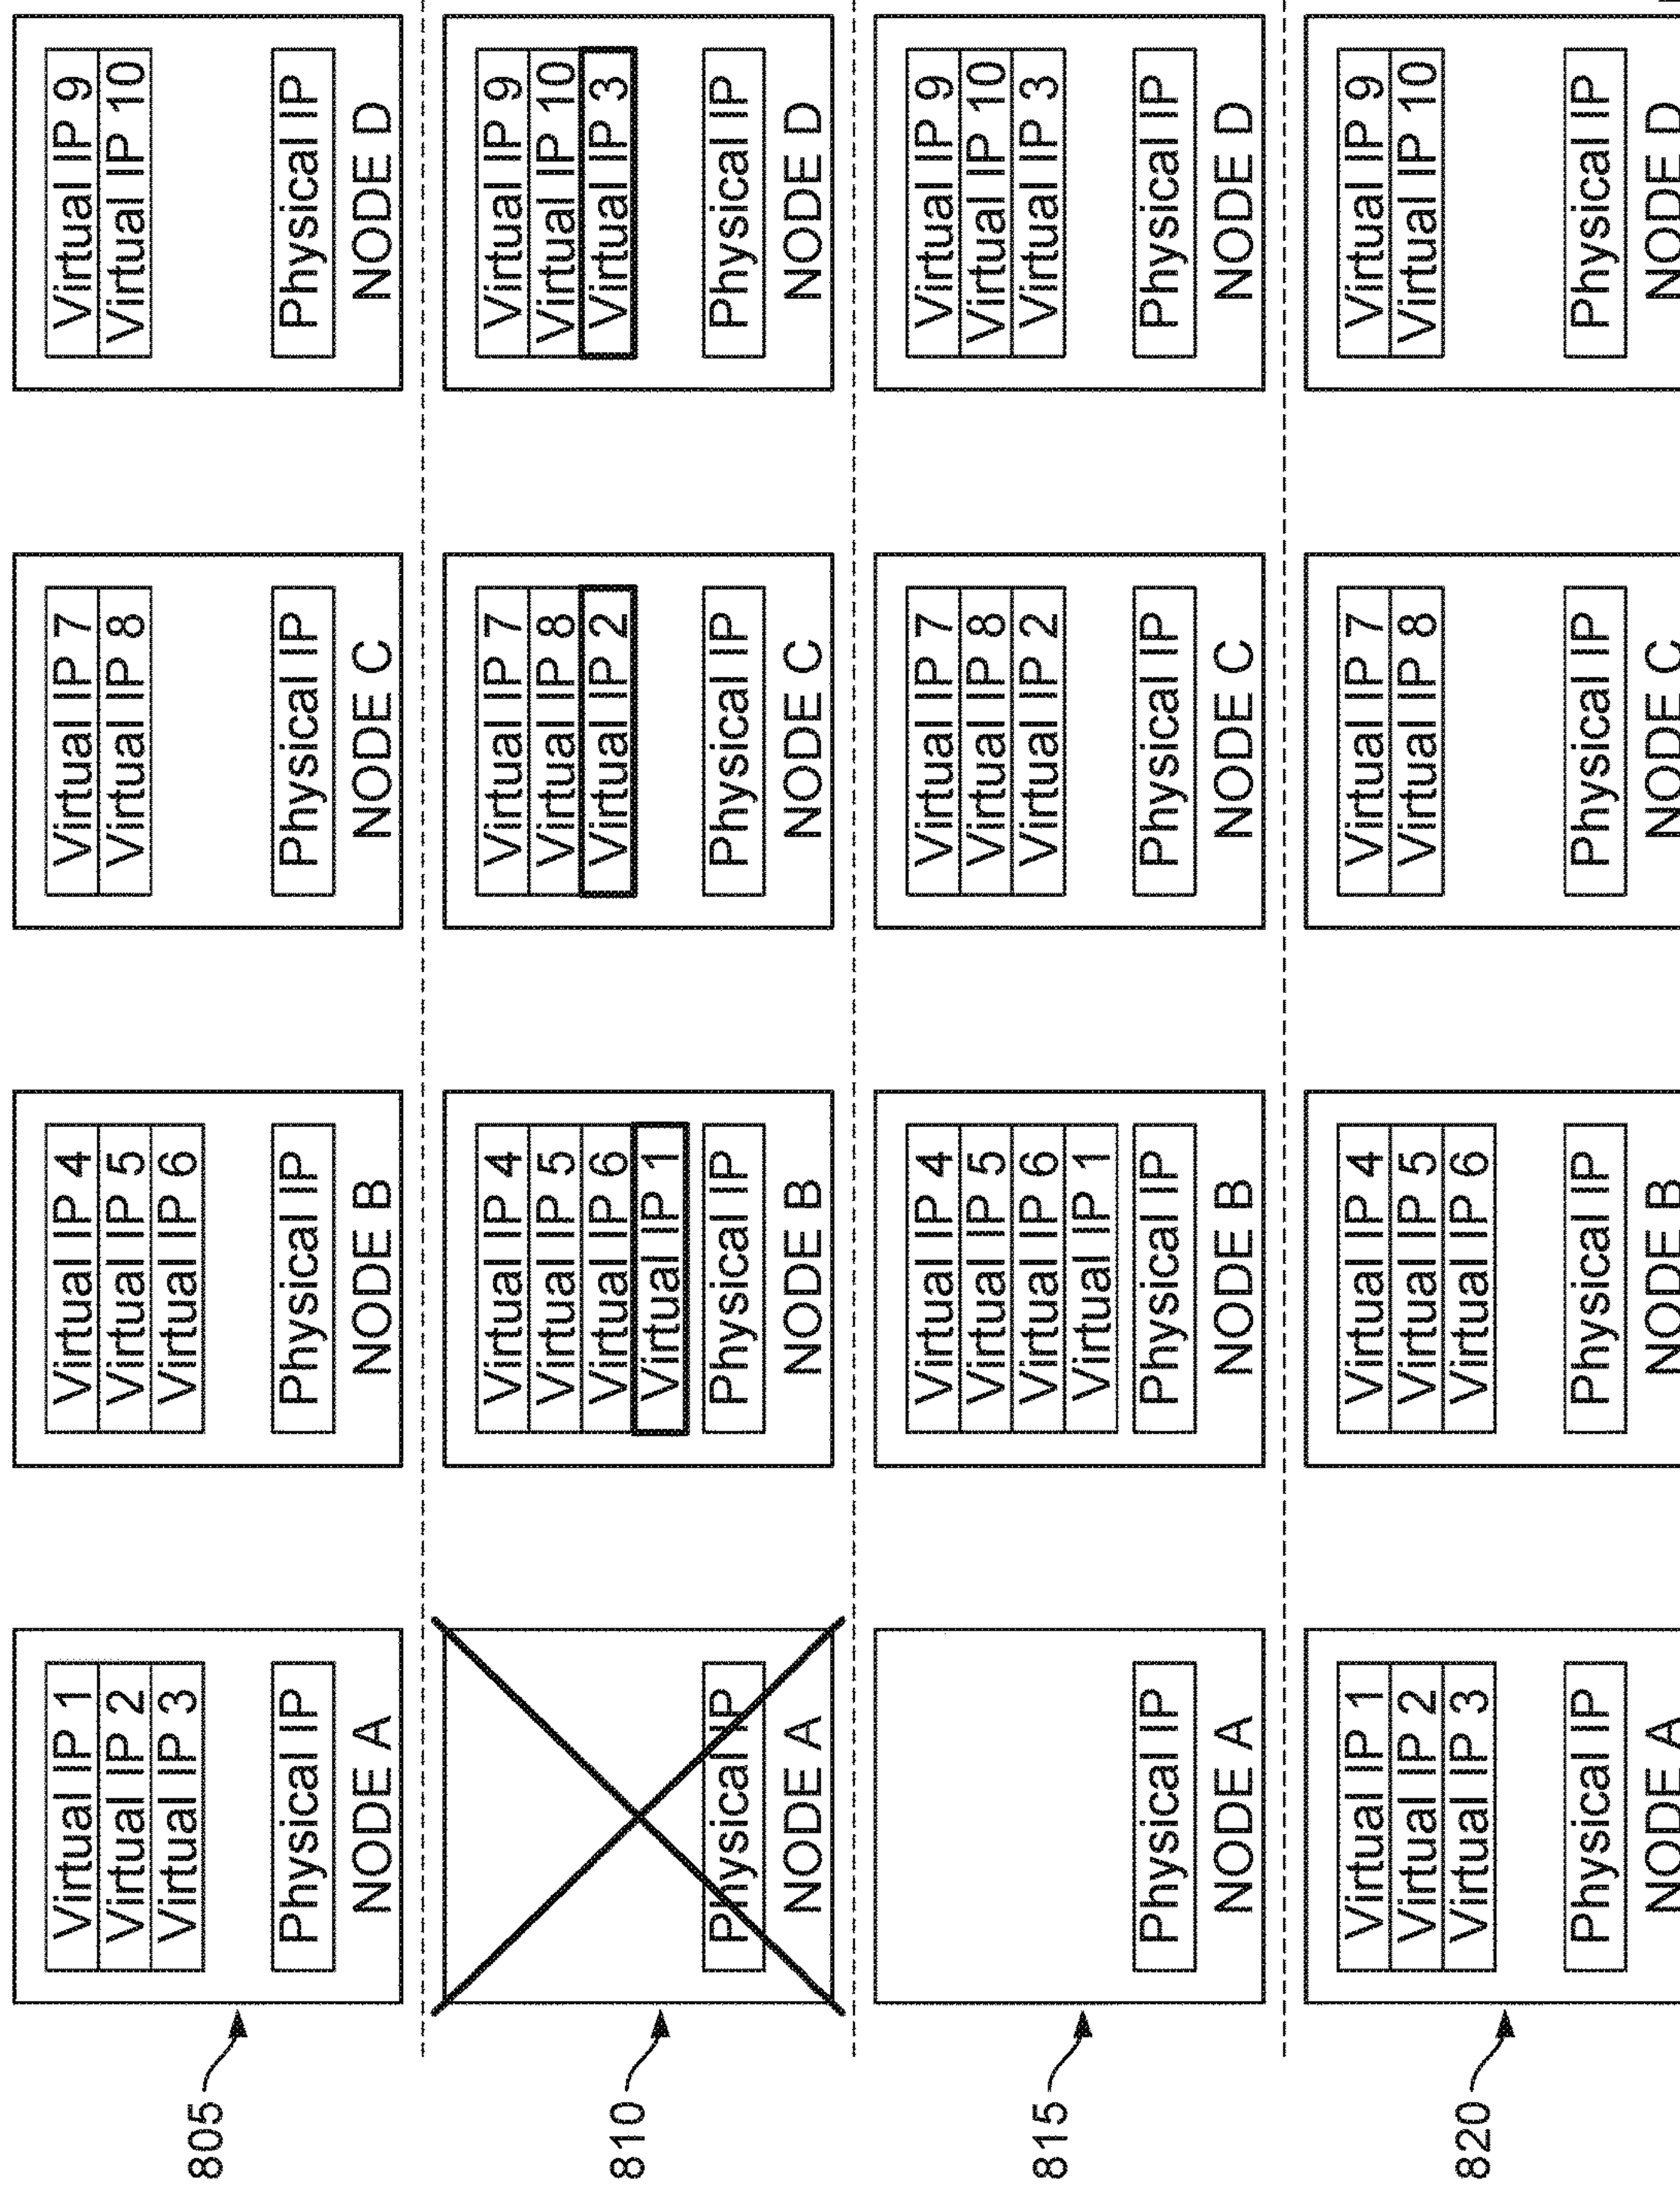 805
Virtual IP 1
Virtual IP 2
Virtual IP 3
Physical IP
NODE A
Virtual IP 4
Virtual IP 5
Virtual IP 6
Physical IP
NODE B
Virtual IP 7
Virtual IP 8
Physical IP
NODE C
Virtual IP 9
Virtual IP 10
Physical IP
NODE D
810
Physical IP
NODE A
Virtual IP 4
Virtual IP 5
Virtual IP 6
Virtual IP 1
Physical IP
NODE B
Virtual IP 7
Virtual IP 8
Virtual IP 2
Physical IP
NODE C
Virtual IP 9
Virtual IP 10
Virtual IP 3
Physical IP
NODE D
815
Physical IP
NODE A
Virtual IP 4
Virtual IP 5
Virtual IP 6
Virtual IP 1
Physical IP
NODE B
Virtual IP 7
Virtual IP 8
Virtual IP 2
Physical IP
NODE C
Virtual IP 9
Virtual IP 10
Virtual IP 3
Physical IP
NODE D
820
Virtual IP 1
Virtual IP 2
Virtual IP 3
Physical IP
NODE A
Virtual IP 4
Virtual IP 5
Virtual IP 6
Physical IP
NODE B
Virtual IP 7
Virtual IP 8
Physical IP
NODE C
Virtual IP 9
Virtual IP 10
Physical IP
NODE D